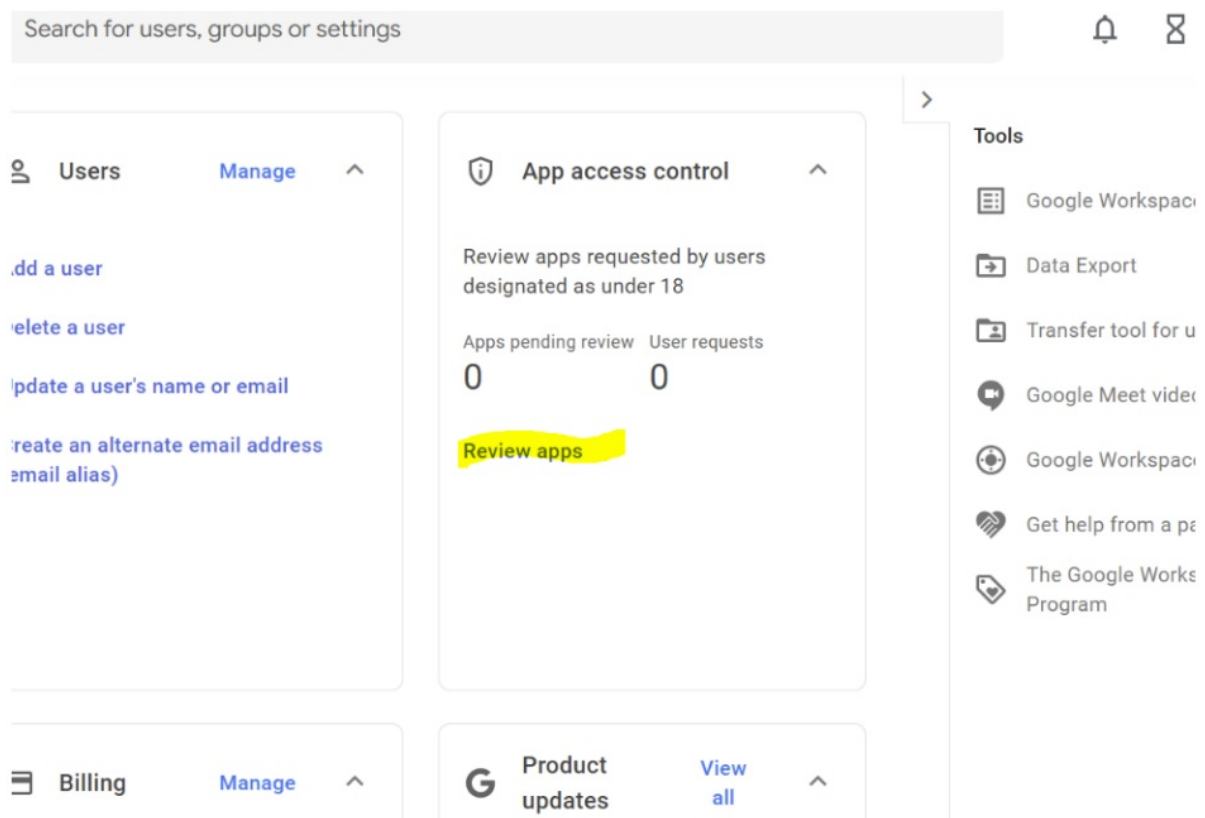 Search for users, groups or settings
Users
Manage
dd a user
elete a user
pdate a user's name or email
reate an alternate email address
email alias)
App access control
Review apps requested by users
designated as under 18
Apps pending review
User requests
0
0
Review apps
Tools
Google Workspac
Data Export
Transfer tool for u
Google Meet vide
Google Workspac
Get help from a pa
The Google Works
Program
Billing
Manage
Product
updates
View
all